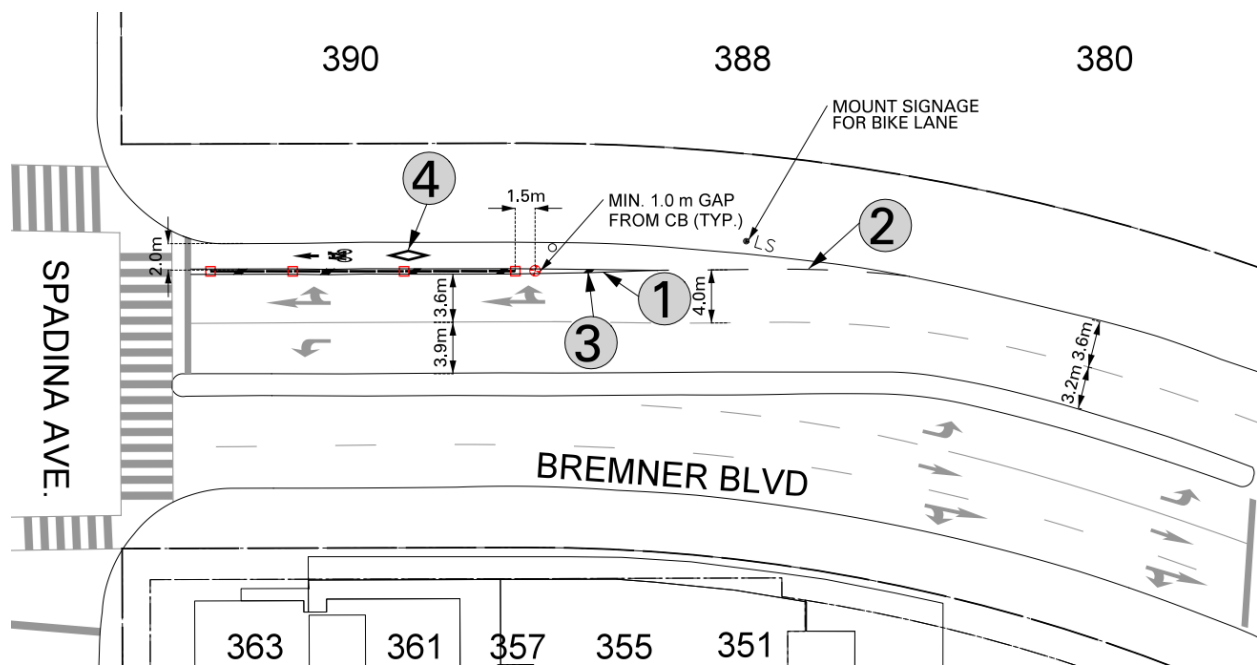 390
388
380
MOUNT SIGNAGE
FOR BIKE LANE
4
1.5m
MIN. 1.0 m GAP
FROM CB (TYP.)
2
LS
2.0m
SPADINA AVE.
3.6m
1
4.0m
3
3.9m
3.6m
3.2m
BREMNER BLVD
363
361
357
355
351